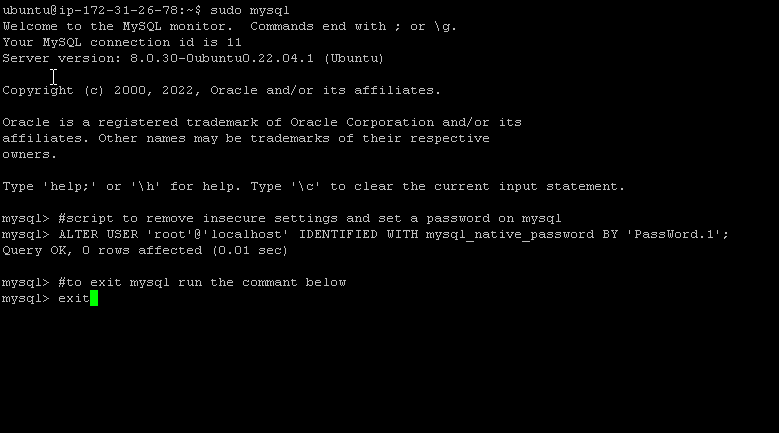 ubuntu@ip-172-31-26-78:~$ sudo mysql
Welcome to the MySQL monitor.  Commands end with ; or \g.
Your MySQL connection id is 11
Server version: 8.0.30-0ubuntu0.22.04.1 (Ubuntu)
Copyright (c) 2000, 2022, Oracle and/or its affiliates.
Oracle is a registered trademark of Oracle Corporation and/or its
affiliates. Other names may be trademarks of their respective
owners.
Type 'help;' or '\h' for help. Type '\c' to clear the current input statement.
mysql> #script to remove insecure settings and set a password on mysql
mysql> ALTER USER 'root'@'localhost' IDENTIFIED WITH mysql_native_password BY 'PassWord.1';
Query OK, 0 rows affected (0.01 sec)
mysql> #to exit mysql run the commant below
mysql> exit